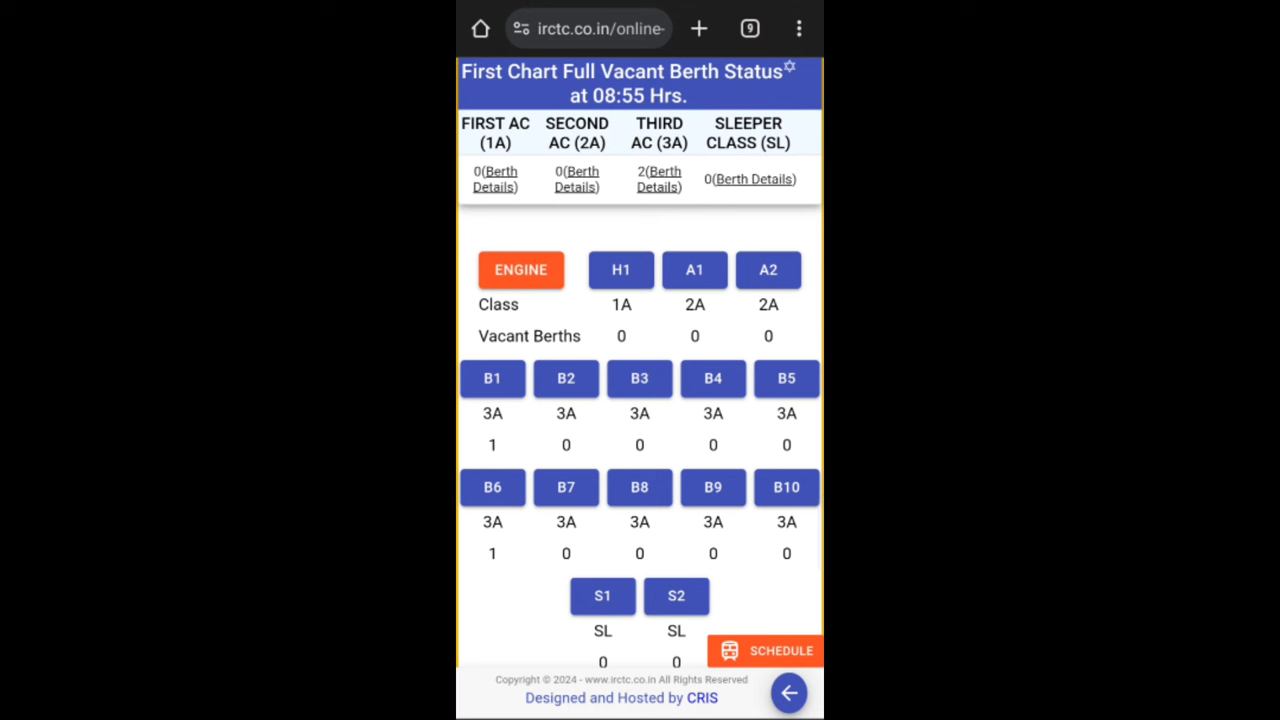 irctc.co.in/online-
9
First Chart Full Vacant Berth Status✡
at 08:55 Hrs.
FIRST AC SECOND THIRD SLEEPER
(1A) AC (2A) AC (3A) CLASS (SL)
0(Berth Details) 0(Berth Details) 2(Berth Details) 0(Berth Details)
ENGINE H1 A1 A2
Class 1A 2A 2A
Vacant Berths 0 0 0
B1 B2 B3 B4 B5
3A 3A 3A 3A 3A
1 0 0 0 0
B6 B7 B8 B9 B10
3A 3A 3A 3A 3A
1 0 0 0 0
S1 S2
SL SL
0 0
SCHEDULE
Copyright © 2024 - www.irctc.co.in All Rights Reserved
Designed and Hosted by CRIS